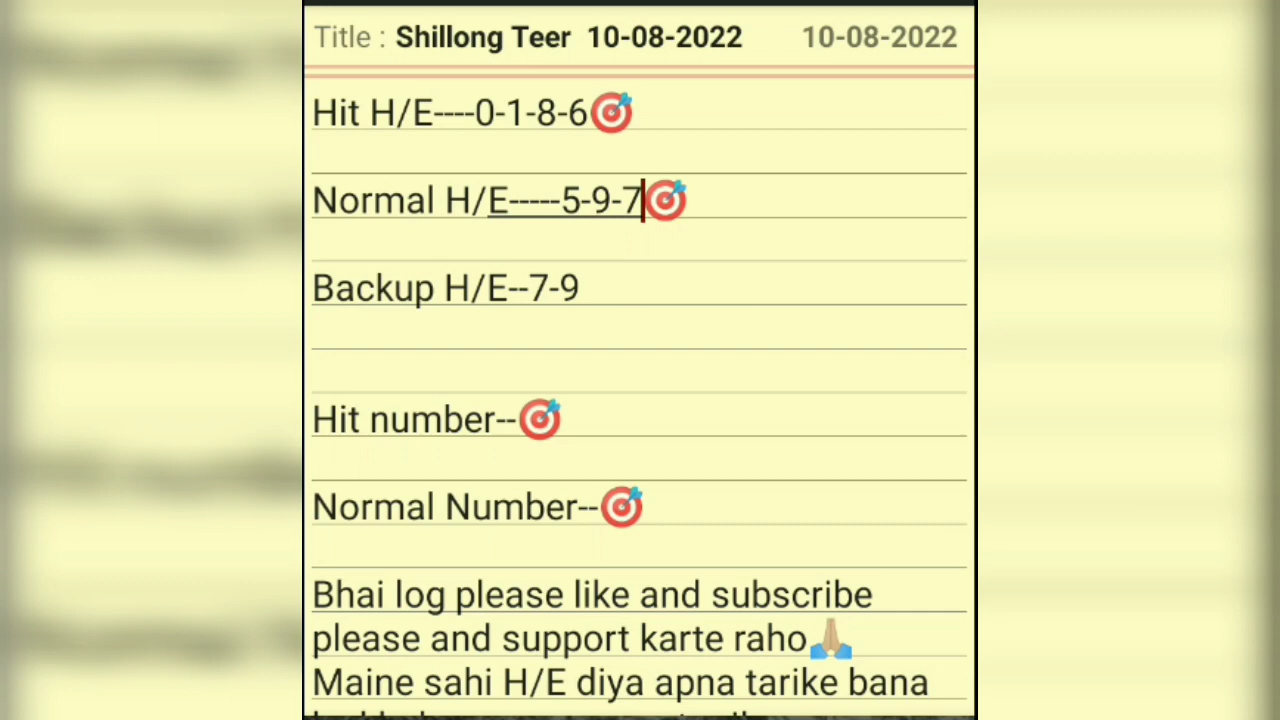 Title : Shillong Teer 10-08-2022 10-08-2022
Hit H/E----0-1-8-6🎯
Normal H/E-----5-9-7🎯
Backup H/E--7-9
Hit number--🎯
Normal Number--🎯
Bhai log please like and subscribe
please and support karte raho🙏🏼
Maine sahi H/E diya apna tarike bana